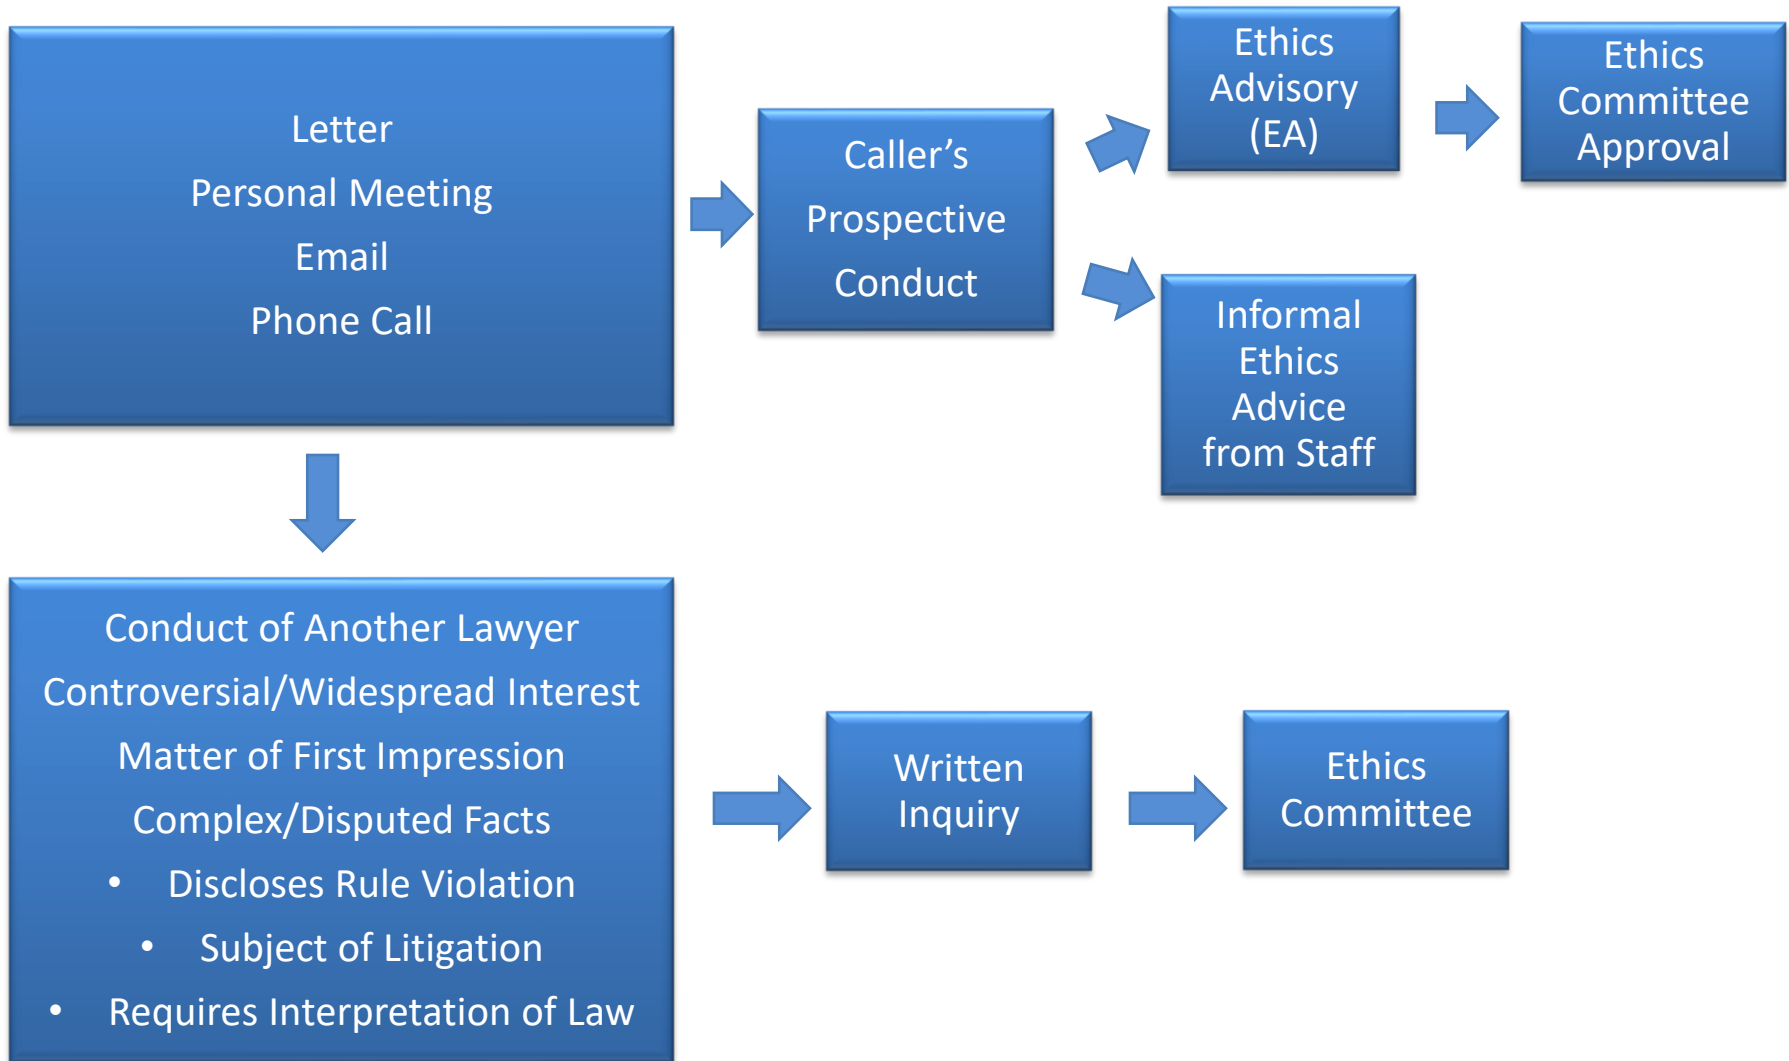 Letter
Personal Meeting
Email
Phone Call
Caller’s
Prospective
Conduct
Ethics
Advisory
(EA)
Ethics
Committee
Approval
Informal
Ethics
Advice
from Staff
Conduct of Another Lawyer
Controversial/Widespread Interest
Matter of First Impression
Complex/Disputed Facts
• Discloses Rule Violation
• Subject of Litigation
• Requires Interpretation of Law
Written
Inquiry
Ethics
Committee